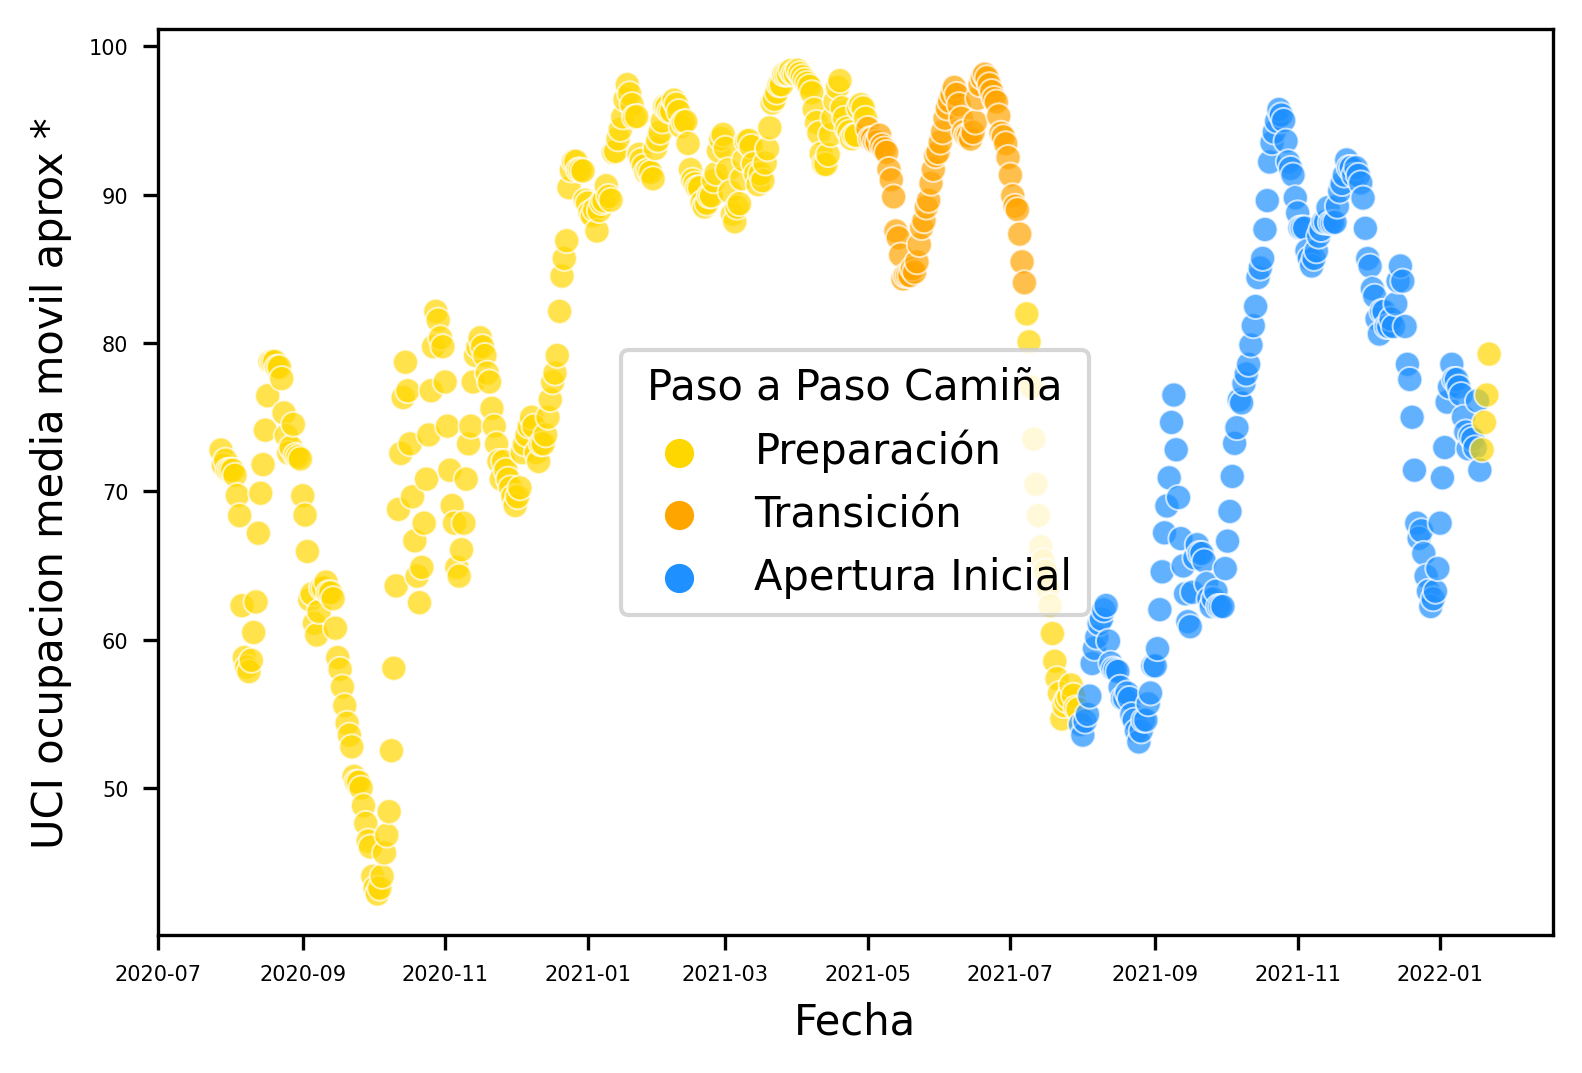 UCI ocupacion media movil aprox *
100
90
80
70
60
50
Paso a Paso Camiña
Preparación
Transición
Apertura Inicial
2020-07 2020-09 2020-11 2021-01 2021-03 2021-05 2021-07 2021-09 2021-11 2022-01
Fecha